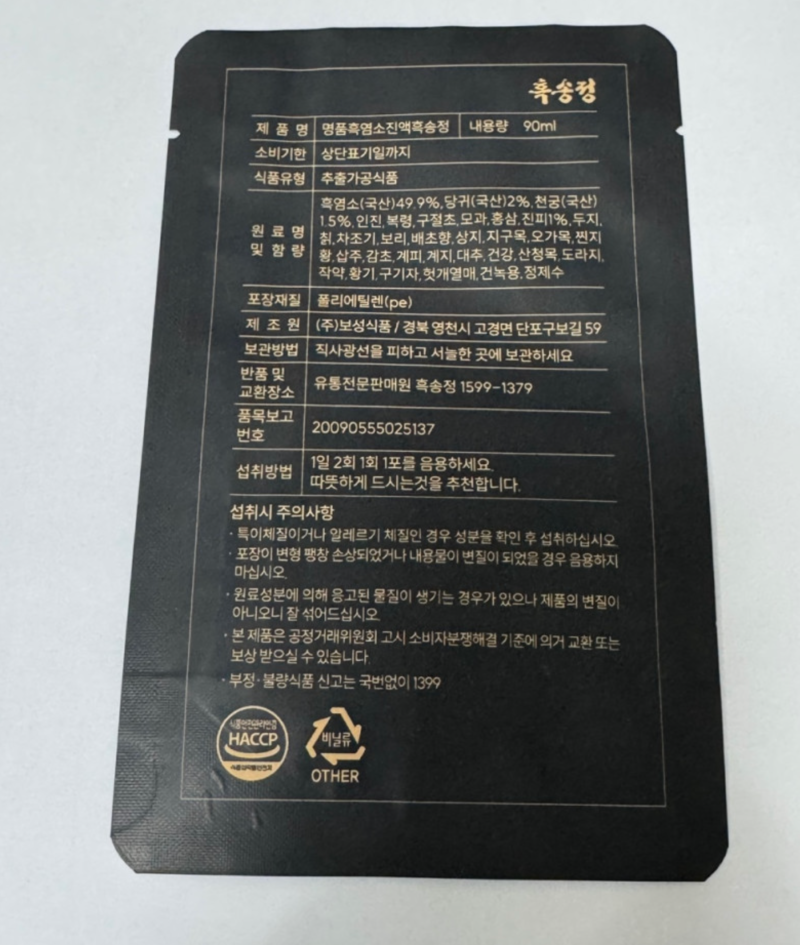 흑송정
제 품 명 명품흑염소진액흑송정 내용량 90ml
소비기한 상단표기일까지
식품유형 추출가공식품
원 료 명 및 함 량
흑염소(국산)49.9%,당귀(국산)2%,천궁(국산)
1.5%,인진,복령,구절초,모과,홍삼,진피1%,두지,
칡,차조기,보리,배초향,상지,지구목,오가목,찐지
황,삽주,감초,계피,계지,대추,건강,산청목,도라지,
작약,황기,구기자,헛개열매,건녹용,정제수
포장재질 폴리에틸렌(pe)
제 조 원 (주)보성식품 / 경북 영천시 고경면 단포구보길 59
보관방법 직사광선을 피하고 서늘한 곳에 보관하세요
반품 및
교환장소 유통전문판매원 흑송정 1599-1379
품목보고
번호 20090555025137
섭취방법 1일 2회 1회 1포를 음용하세요.
따뜻하게 드시는것을 추천합니다.
섭취시 주의사항
· 특이체질이거나 알레르기 체질인 경우 성분을 확인 후 섭취하십시오.
· 포장이 변형 팽창 손상되었거나 내용물이 변질이 되었을 경우 음용하지
마십시오.
· 원료성분에 의해 응고된 물질이 생기는 경우가 있으나 제품의 변질이
아니오니 잘 섞어드십시오.
· 본 제품은 공정거래위원회 고시 소비자분쟁해결 기준에 의거 교환 또는
보상 받으실 수 있습니다.
· 부정·불량식품 신고는 국번없이 1399
HACCP
비닐류
OTHER